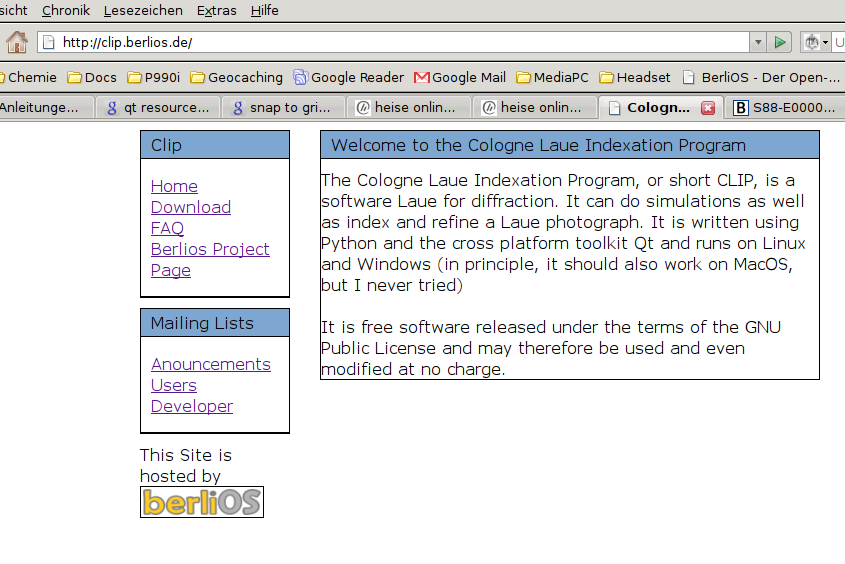 sicht Chronik Lesezeichen Extras Hilfe
http://clip.berlios.de/
Chemie Docs P990i Geocaching Google Reader Google Mail MediaPC Headset BerliOS - Der Open-...
Anleitunge... qt resource... snap to gri... heise onlin... heise onlin... Cologn... S88-E0000...
Clip
Home
Download
FAQ
Berlios Project
Page
Mailing Lists
Anouncements
Users
Developer
This Site is
hosted by
berliOS
Welcome to the Cologne Laue Indexation Program
The Cologne Laue Indexation Program, or short CLIP, is a
software Laue for diffraction. It can do simulations as well
as index and refine a Laue photograph. It is written using
Python and the cross platform toolkit Qt and runs on Linux
and Windows (in principle, it should also work on MacOS,
but I never tried)
It is free software released under the terms of the GNU
Public License and may therefore be used and even
modified at no charge.